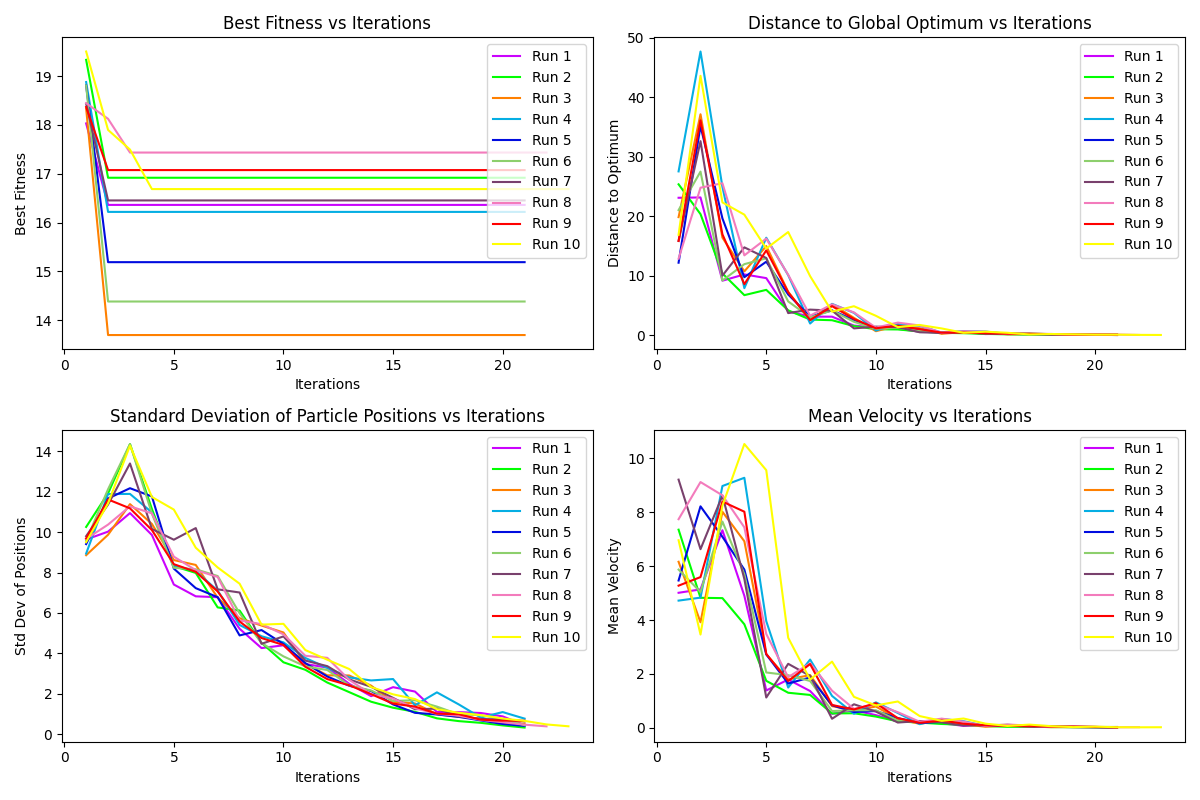 Best Fitness vs Iterations
Best Fitness
19
18
17
16
15
14
0
5
10
15
20
Iterations
Run 1
Run 2
Run 3
Run 4
Run 5
Run 6
Run 7
Run 8
Run 9
Run 10
Distance to Global Optimum vs Iterations
Distance to Optimum
50
40
30
20
10
0
0
5
10
15
20
Iterations
Run 1
Run 2
Run 3
Run 4
Run 5
Run 6
Run 7
Run 8
Run 9
Run 10
Standard Deviation of Particle Positions vs Iterations
Std Dev of Positions
14
12
10
8
6
4
2
0
0
5
10
15
20
Iterations
Run 1
Run 2
Run 3
Run 4
Run 5
Run 6
Run 7
Run 8
Run 9
Run 10
Mean Velocity vs Iterations
Mean Velocity
10
8
6
4
2
0
0
5
10
15
20
Iterations
Run 1
Run 2
Run 3
Run 4
Run 5
Run 6
Run 7
Run 8
Run 9
Run 10